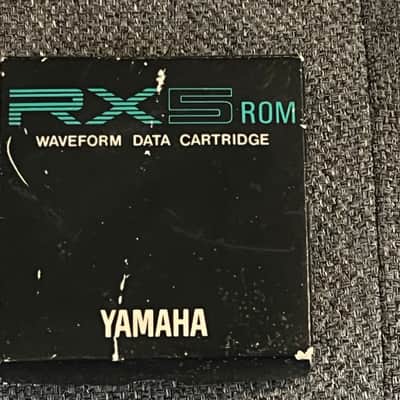 RX5 ROM
WAVEFORM DATA CARTRIDGE
YAMAHA